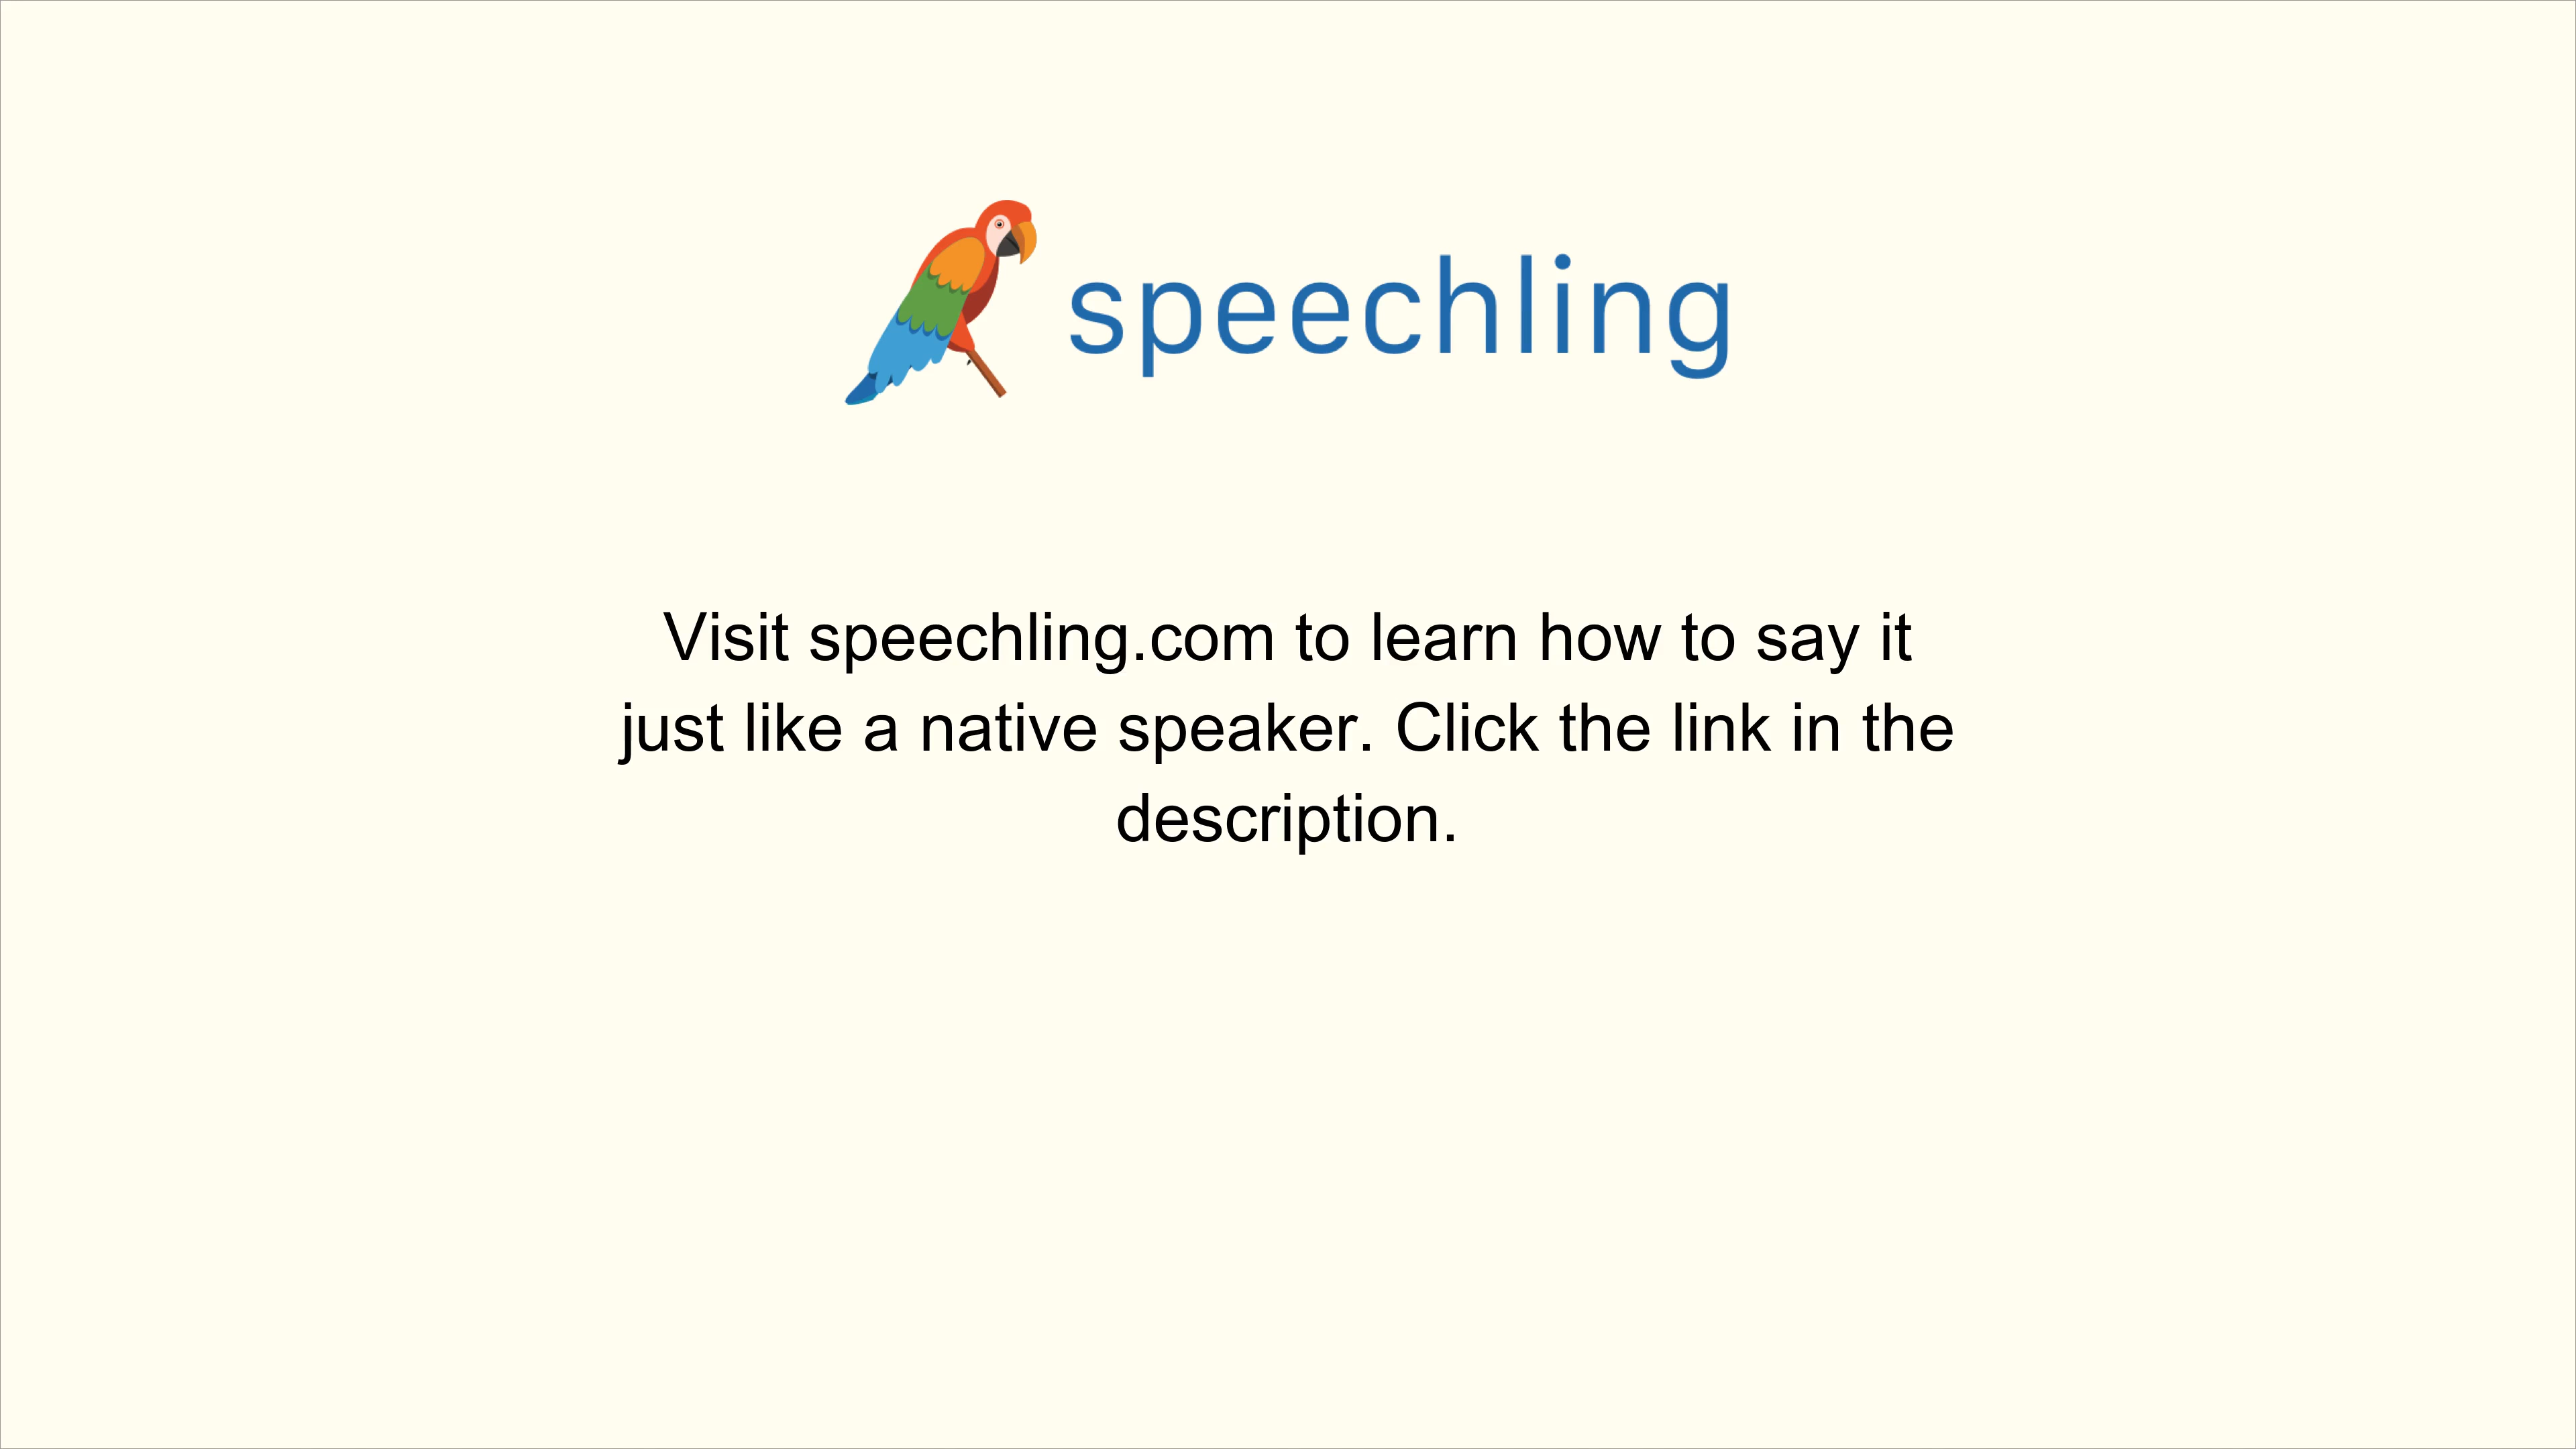 speechling
Visit speechling.com to learn how to say it
just like a native speaker. Click the link in the
description.